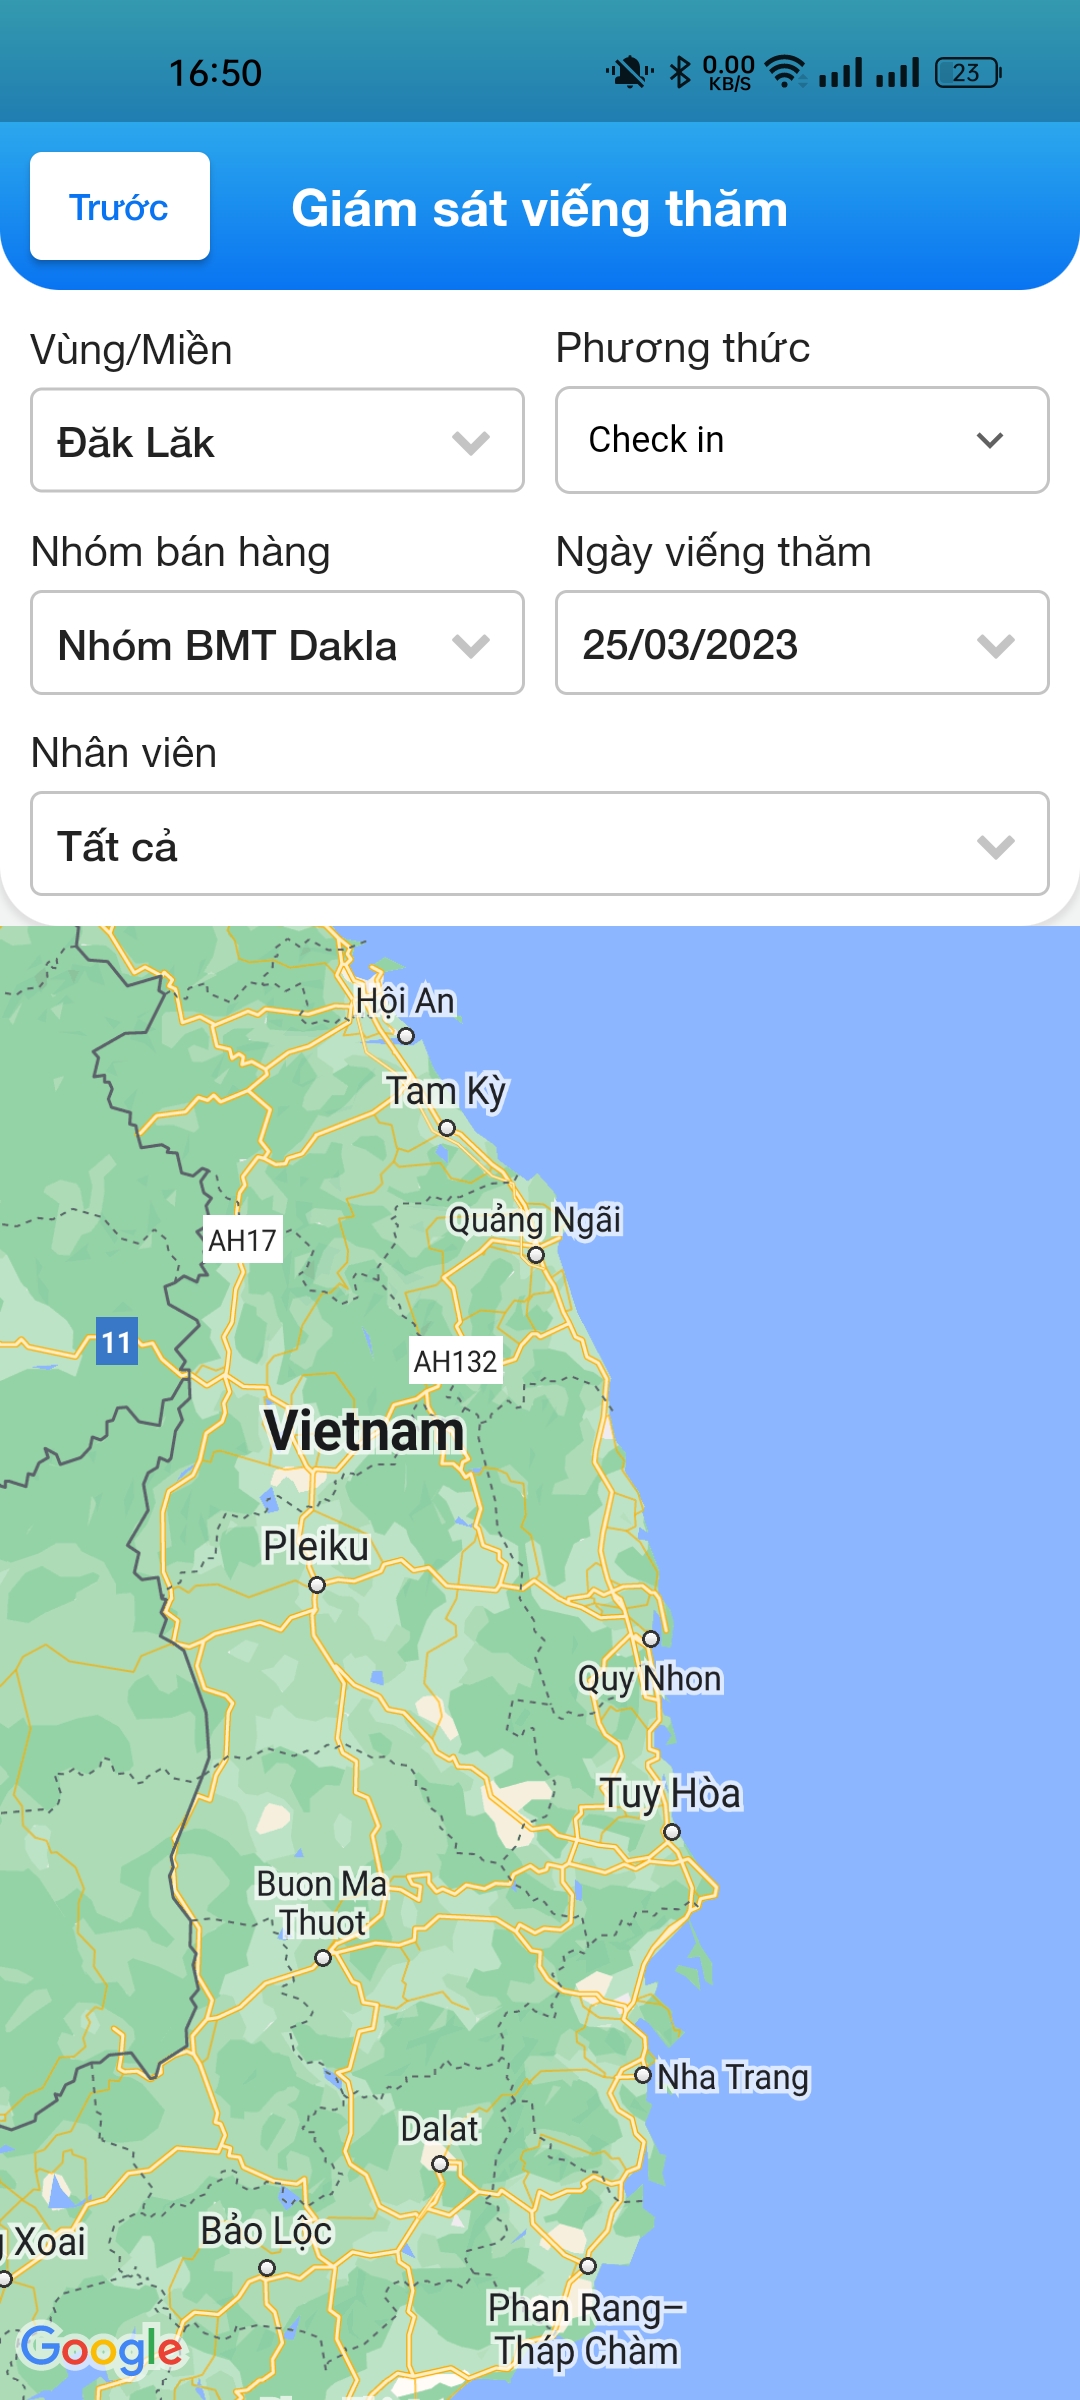 16:50
0.00
KB/S
23
Trước
Giám sát viếng thăm
Vùng/Miền
Phương thức
Đăk Lăk
Check in
Nhóm bán hàng
Ngày viếng thăm
Nhóm BMT Dakla
25/03/2023
Nhân viên
Tất cả
Hội An
Tam Kỳ
Quảng Ngãi
AH17
11
AH132
Vietnam
Pleiku
Quy Nhon
Tuy Hòa
Buon Ma
Thuot
Nha Trang
Dalat
Xoai
Bảo Lộc
Phan Rang–
Tháp Chàm
Google